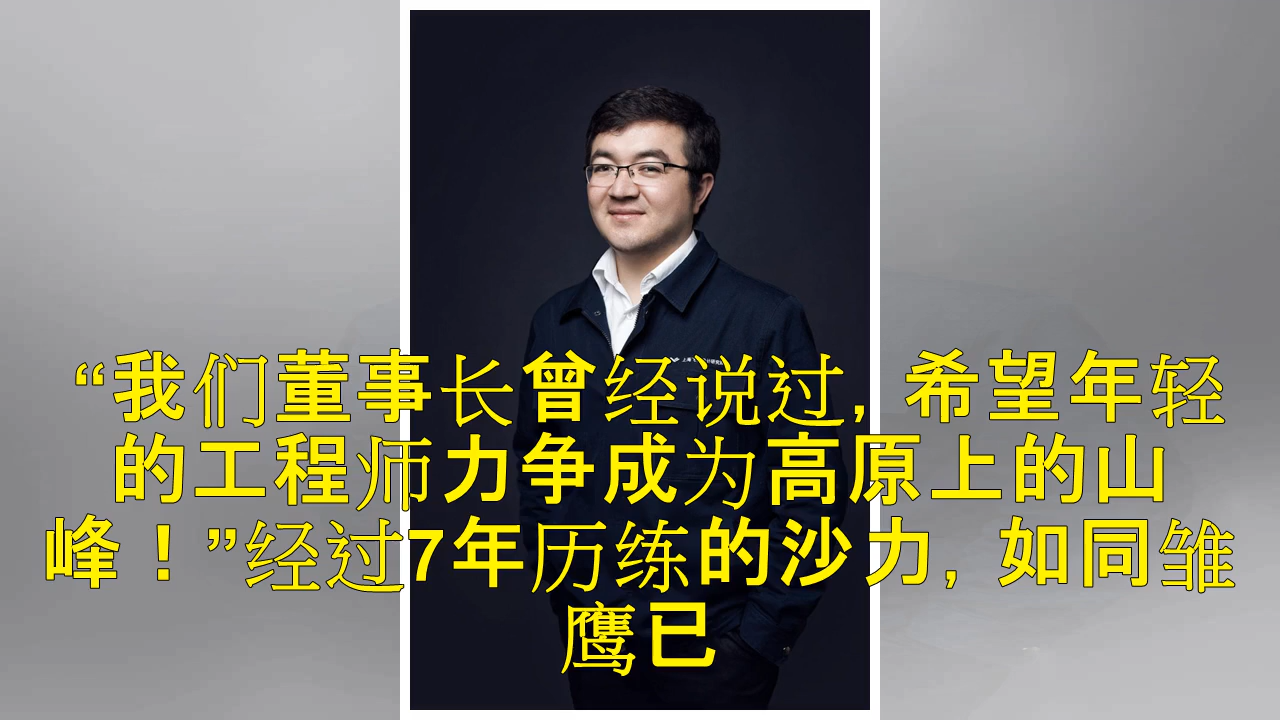 “我们董事长曾经说过，希望年轻
的工程师力争成为高原上的山
峰！”经过7年历练的沙力，如同雏
鹰已